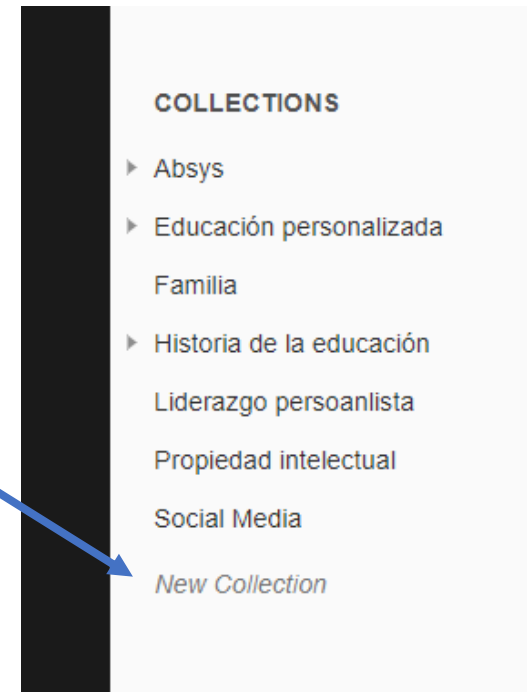 COLLECTIONS
Absys
Educación personalizada
Familia
Historia de la educación
Liderazgo persoanlista
Propiedad intelectual
Social Media
New Collection